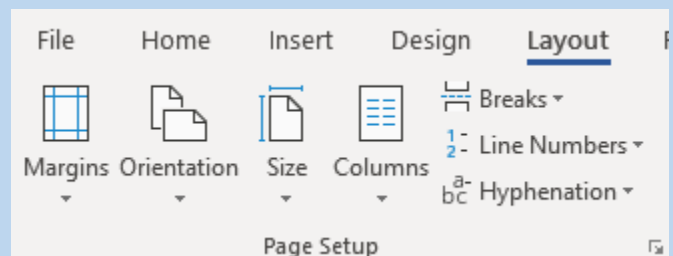 File Home Insert Design Layout
Margins Orientation Size Columns
Breaks
Line Numbers
Hyphenation
Page Setup